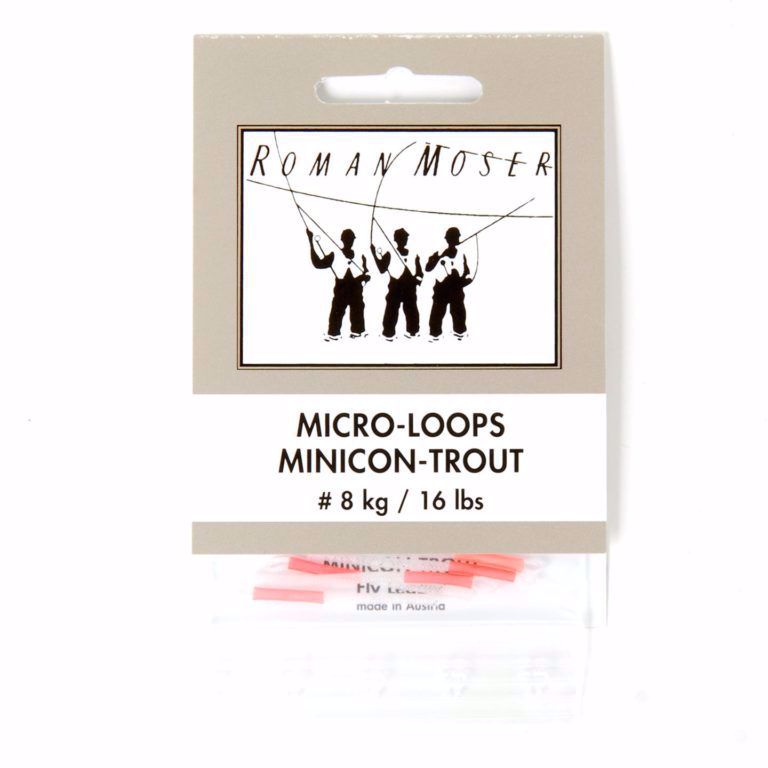 ROMAN MOSER
MICRO-LOOPS
MINICON-TROUT
# 8 kg / 16 lbs
made in Austria